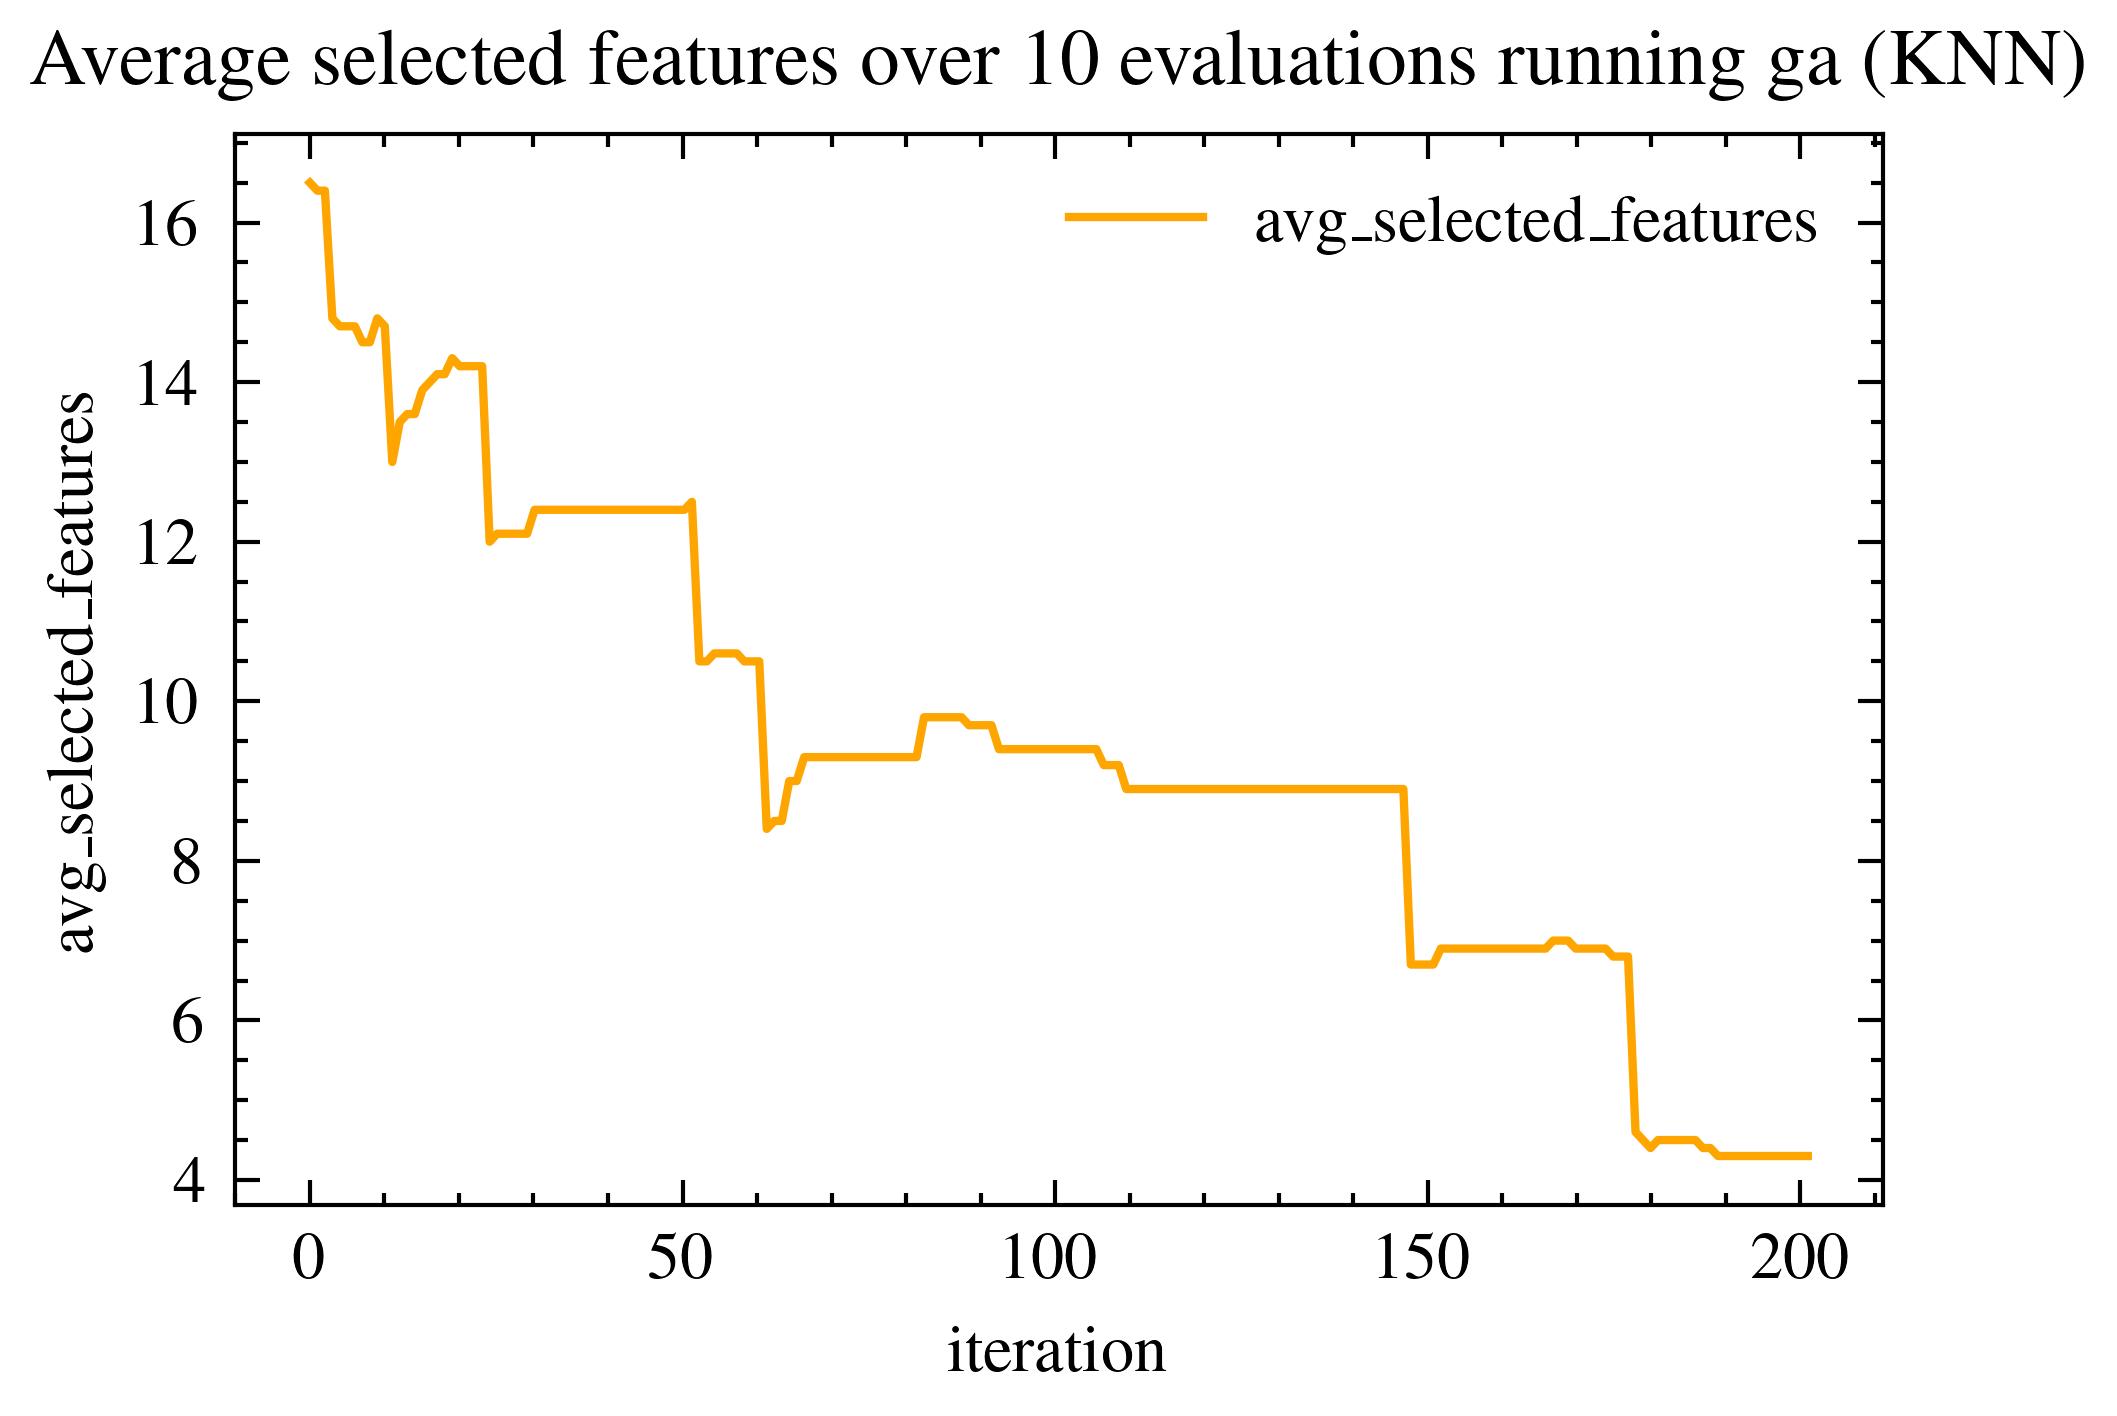 Average selected features over 10 evaluations running ga (KNN)
avg_selected_features
16
14
12
10
8
6
4
avg_selected_features
0 50 100 150 200
iteration